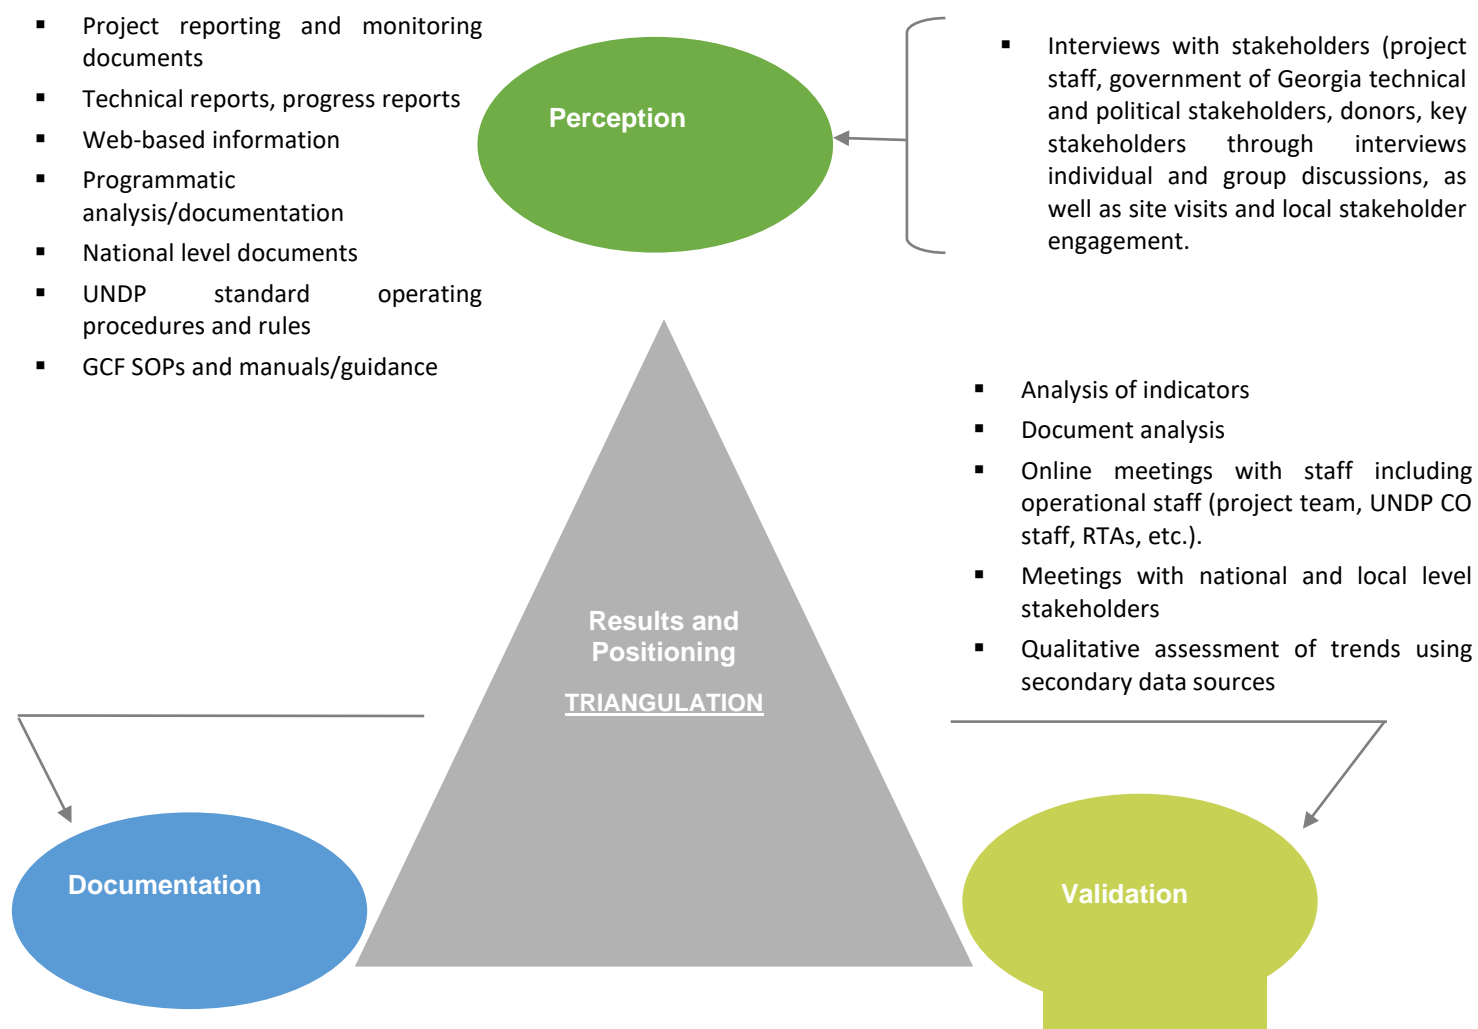 ▪ Project reporting and monitoring
documents
▪ Technical reports, progress reports
▪ Web-based information
▪ Programmatic
analysis/documentation
▪ National level documents
▪ UNDP standard operating
procedures and rules
▪ GCF SOPs and manuals/guidance
Perception
▪ Interviews with stakeholders (project
staff, government of Georgia technical
and political stakeholders, donors, key
stakeholders through interviews
individual and group discussions, as
well as site visits and local stakeholder
engagement.
▪ Analysis of indicators
▪ Document analysis
▪ Online meetings with staff including
operational staff (project team, UNDP CO
staff, RTAs, etc.).
▪ Meetings with national and local level
stakeholders
▪ Qualitative assessment of trends using
secondary data sources
Results and
Positioning
TRIANGULATION
Documentation
Validation